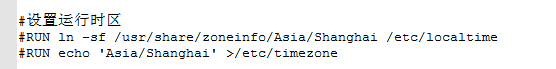 #设置运行时区
#RUN ln -sf /usr/share/zoneinfo/Asia/Shanghai /etc/localtime
#RUN echo 'Asia/Shanghai' >/etc/timezone